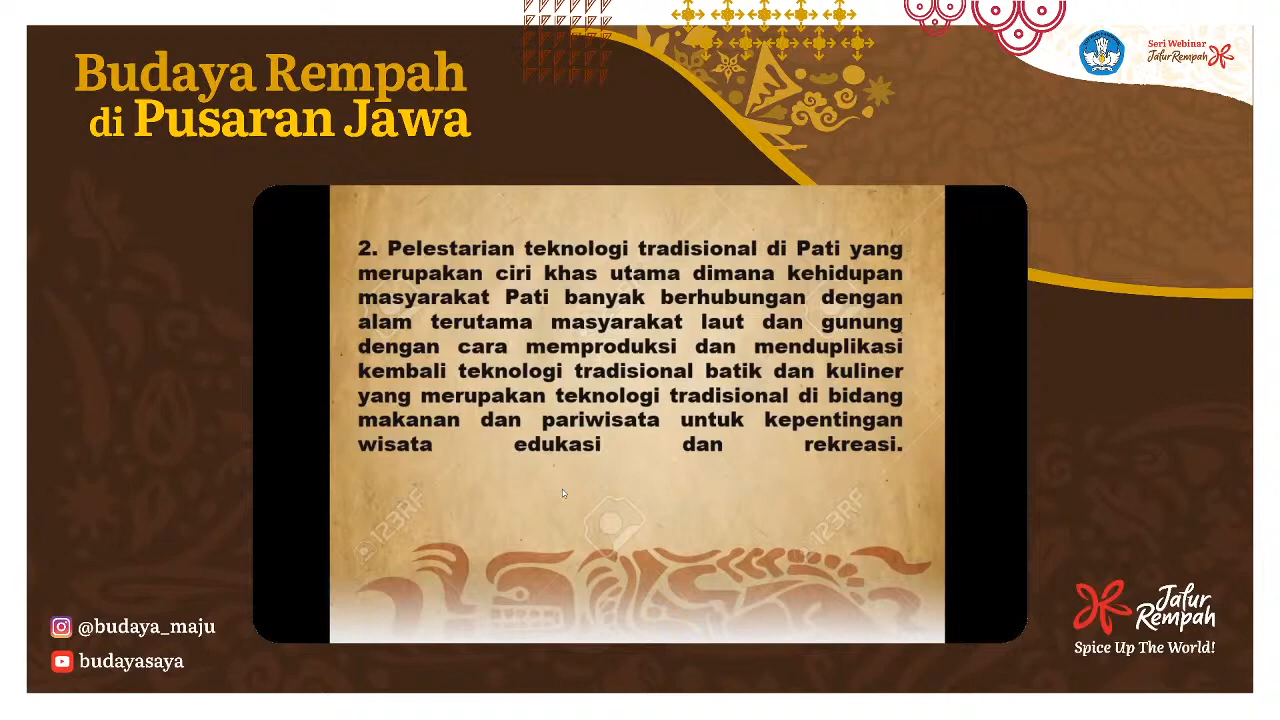 Budaya Rempah
di Pusaran Jawa
Seri Webinar
Jalur Rempah
2. Pelestarian teknologi tradisional di Pati yang
merupakan ciri khas utama dimana kehidupan
masyarakat Pati banyak berhubungan dengan
alam terutama masyarakat laut dan gunung
dengan cara memproduksi dan menduplikasi
kembali teknologi tradisional batik dan kuliner
yang merupakan teknologi tradisional di bidang
makanan dan pariwisata untuk kepentingan
wisata edukasi dan rekreasi.
123RF
123RF
@budaya_maju
budayasaya
Jalur
Rempah
Spice Up The World!